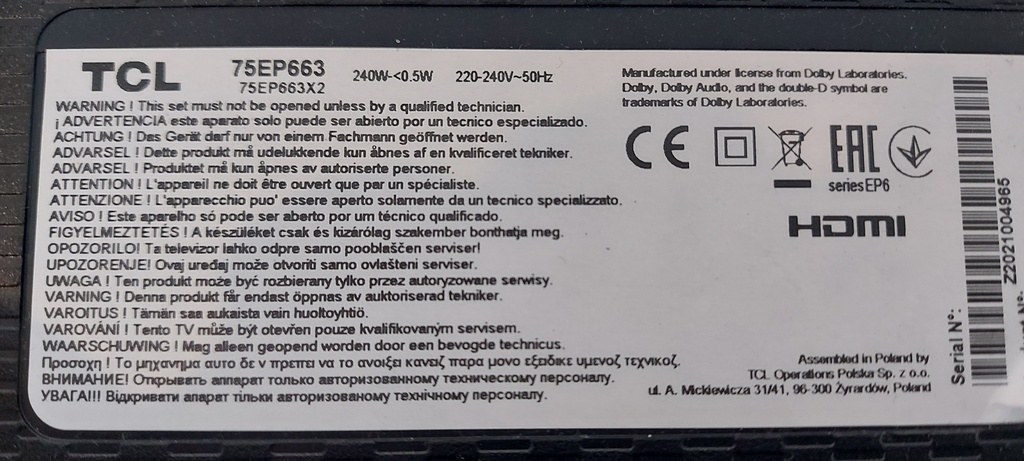 TCL
75EP663
75EP663X2
240W-<0.5W
220-240V~50Hz
WARNING ! This set must not be opened unless by a qualified technician.
¡ ADVERTENCIA este aparato solo puede ser abierto por un tecnico especializado.
ACHTUNG ! Das Gerät darf nur von einem Fachmann geöffnet werden.
ADVARSEL ! Dette produkt må udelukkende kun åbnes af en kvalificeret tekniker.
ADVARSEL ! Produktet må kun åpnes av autoriserte personer.
ATTENTION ! L'appareil ne doit être ouvert que par un spécialiste.
ATTENZIONE ! L'apparecchio puo' essere aperto solamente da un tecnico specializzato.
AVISO ! Este aparelho só pode ser aberto por um técnico qualificado.
FIGYELMEZTETÉS ! A készüléket csak és kizárólag szakember bonthatja meg.
OPOZORILO! Ta televizor lahko odpre samo pooblaščen serviser!
UPOZORENJE! Ovaj uređaj može otvoriti samo ovlašteni serviser.
UWAGA ! Ten produkt może być rozbierany tylko przez autoryzowane serwisy.
VARNING ! Denna produkt får endast öppnas av auktoriserad tekniker.
VAROITUS ! Tämän saa aukaista vain huoltoyhtiö.
VAROVÁNÍ ! Tento TV může být otevřen pouze kvalifikovaným servisem.
WAARSCHUWING ! Mag alleen geopend worden door een bevogde technicus.
Προσοχη ! Το μηχανημα αυτο δε ν πρεπει να το ανοιξει κανειζ παρα μονο εξειδικε υμενοζ τεχνικοζ.
ВНИМАНИЕ! Открывать аппарат только авторизованному техническому персоналу.
УВАГА!!! Відкривати апарат тільки авторизованому технічному персоналу.
Manufactured under license from Dolby Laboratories.
Dolby, Dolby Audio, and the double-D symbol are
trademarks of Dolby Laboratories.
CE
EAC
series EP6
HDMI
Assembled in Poland by
TCL Operations Polska Sp. z o.o.
ul. A. Mickiewicza 31/41, 96-300 Żyrardów, Poland
Serial N°:
Z2021004965